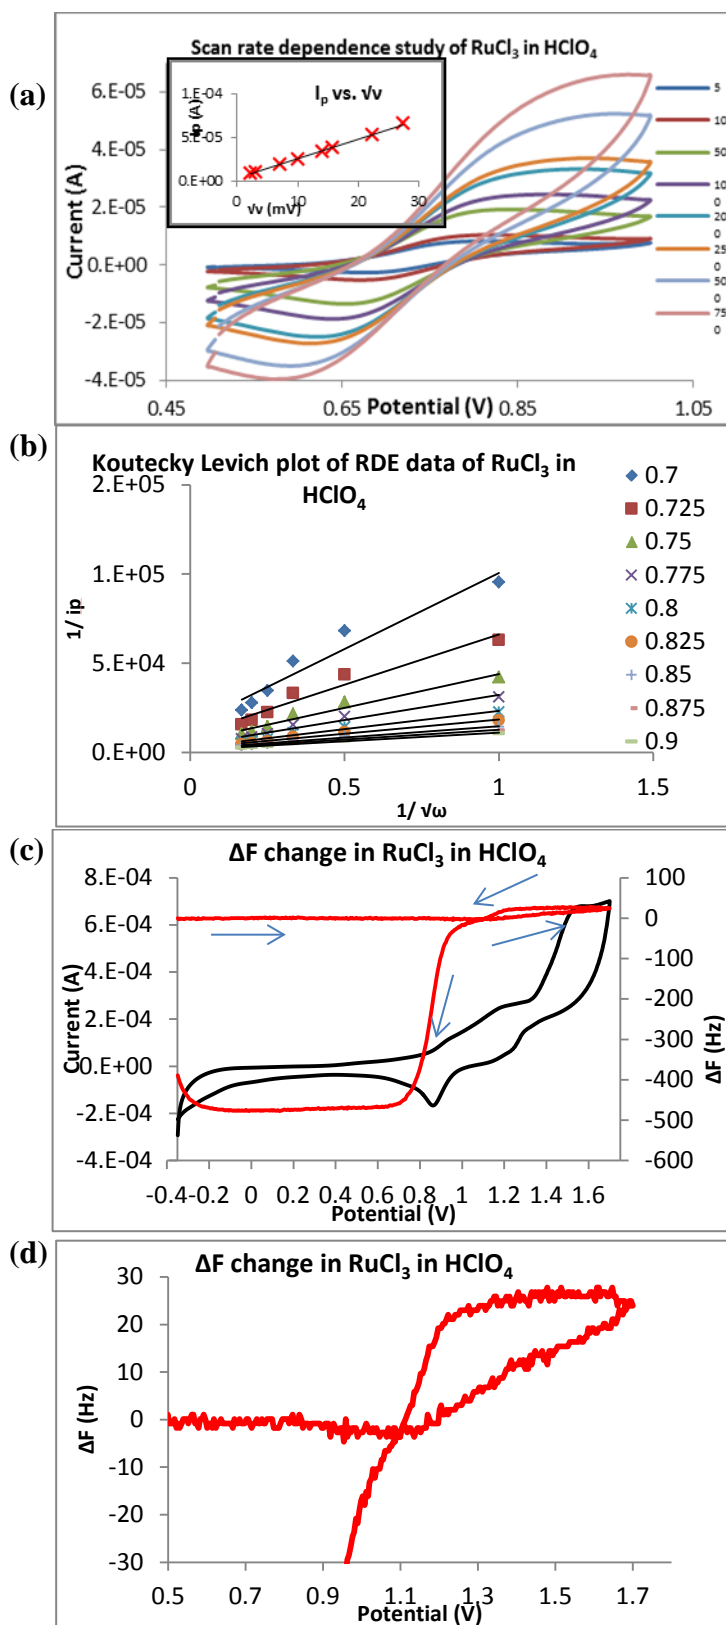 (a)
Scan rate dependence study of RuCl₃ in HClO₄
Current (A)
6.E-05
4.E-05
2.E-05
0.E+00
-2.E-05
-4.E-05
0.45 0.65 0.85 1.05
Potential (V)
Iₚ vs. √ν
Ip (A)
1.E-04
5.E-05
0.E+00
0 10 20 30
√v (mV)
5
10
50
10
0
20
0
25
0
50
0
75
0
(b)
Koutecky Levich plot of RDE data of RuCl₃ in
HClO₄
1/ ip
2.E+05
1.E+05
5.E+04
0.E+00
0 0.5 1 1.5
1/ √ω
0.7
0.725
0.75
0.775
0.8
0.825
0.85
0.875
0.9
(c)
ΔF change in RuCl₃ in HClO₄
Current (A)
8.E-04
6.E-04
4.E-04
2.E-04
0.E+00
-2.E-04
-4.E-04
100
0
-100
-200
-300
-400
-500
-600
ΔF (Hz)
-0.4 -0.2 0 0.2 0.4 0.6 0.8 1 1.2 1.4 1.6
Potential (V)
(d)
ΔF change in RuCl₃ in HClO₄
ΔF (Hz)
30
20
10
0
-10
-20
-30
0.5 0.7 0.9 1.1 1.3 1.5 1.7
Potential (V)